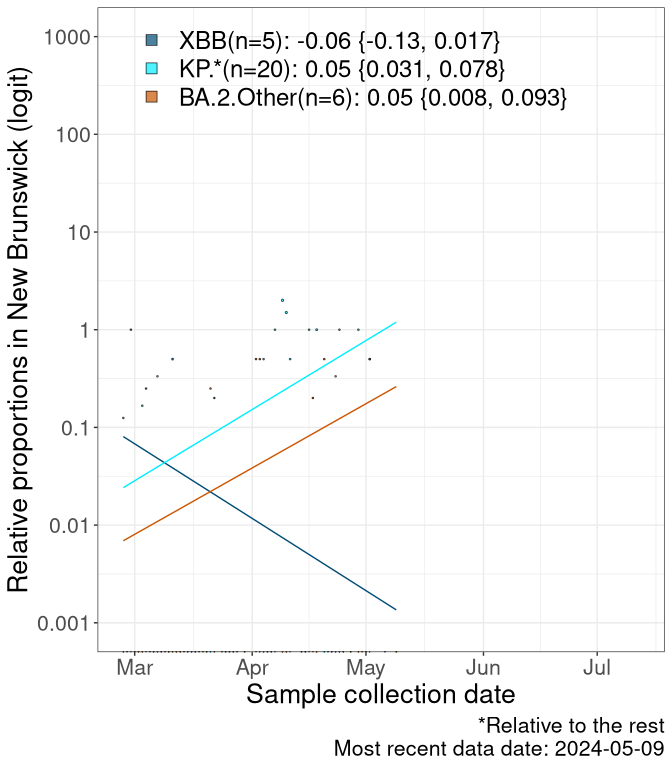 XBB(n=5): -0.06 {-0.13, 0.017}
KP.*(n=20): 0.05 {0.031, 0.078}
BA.2.Other(n=6): 0.05 {0.008, 0.093}
Relative proportions in New Brunswick (logit)
1000
100
10
1
0.1
0.01
0.001
Mar Apr May Jun Jul
Sample collection date
*Relative to the rest
Most recent data date: 2024-05-09